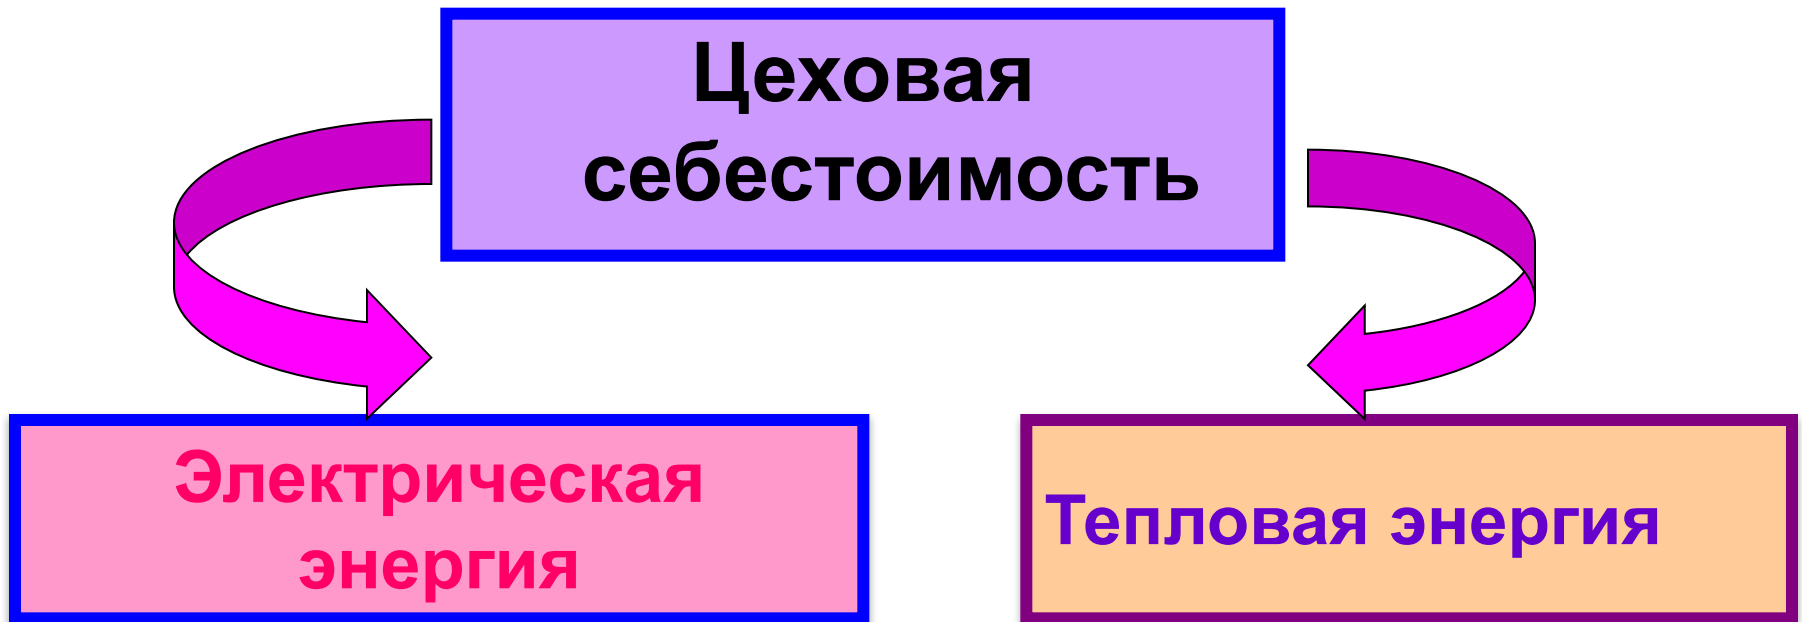 Цеховая
себестоимость
Электрическая
энергия
Тепловая энергия